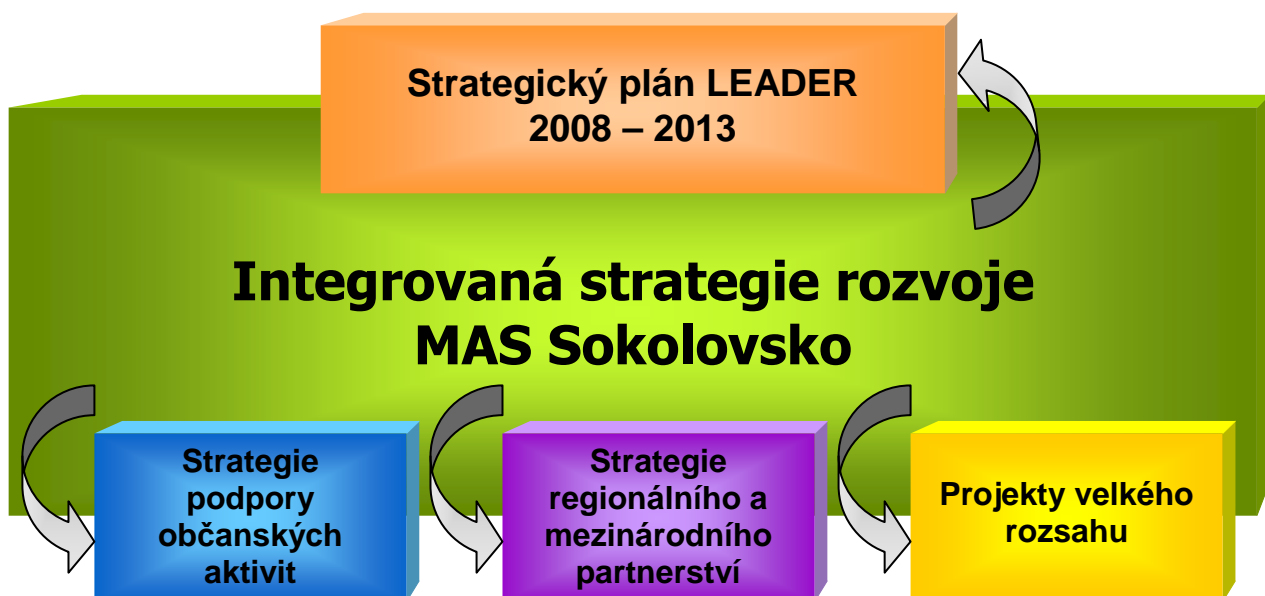 Strategický plán LEADER
2008 – 2013
Integrovaná strategie rozvoje
MAS Sokolovsko
Strategie
podpory
občanských
aktivit
Strategie
regionálního a
mezinárodního
partnerství
Projekty velkého
rozsahu